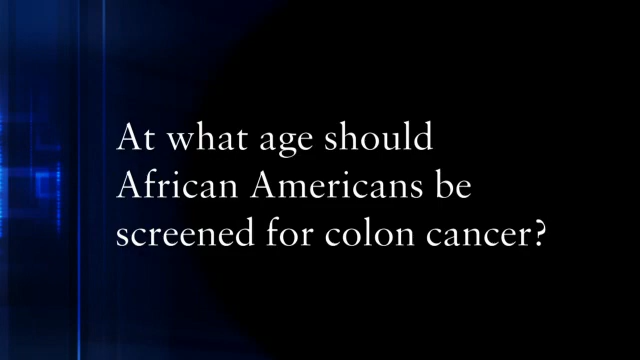 At what age should
African Americans be
screened for colon cancer?